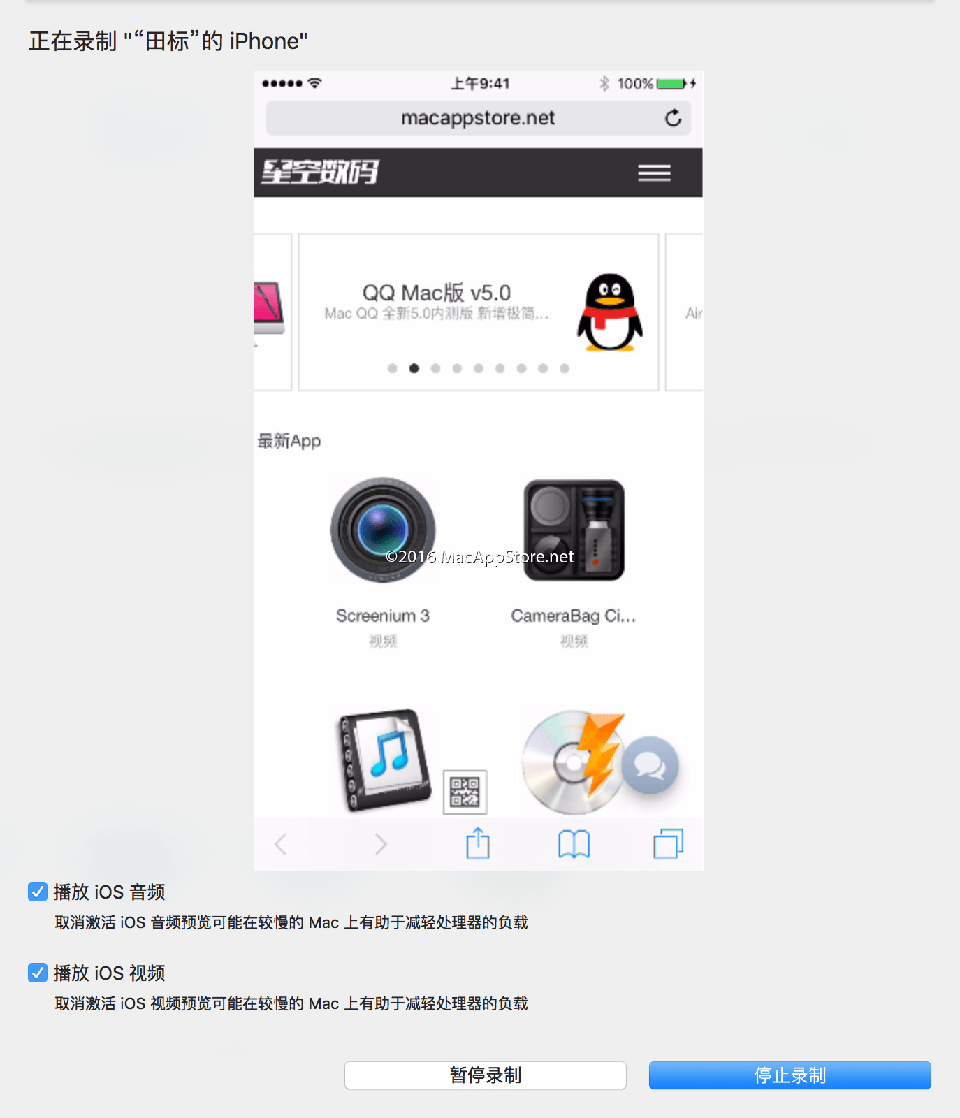 正在录制 "“田标”的 iPhone"
上午9:41
100%
macappstore.net
星空数码
QQ Mac版 v5.0
Mac QQ 全新5.0内测版 新增极简...
Air
最新App
©2016 MacAppStore.net
Screenium 3
CameraBag Ci...
视频
视频
播放 iOS 音频
取消激活 iOS 音频预览可能在较慢的 Mac 上有助于减轻处理器的负载
播放 iOS 视频
取消激活 iOS 视频预览可能在较慢的 Mac 上有助于减轻处理器的负载
暂停录制
停止录制